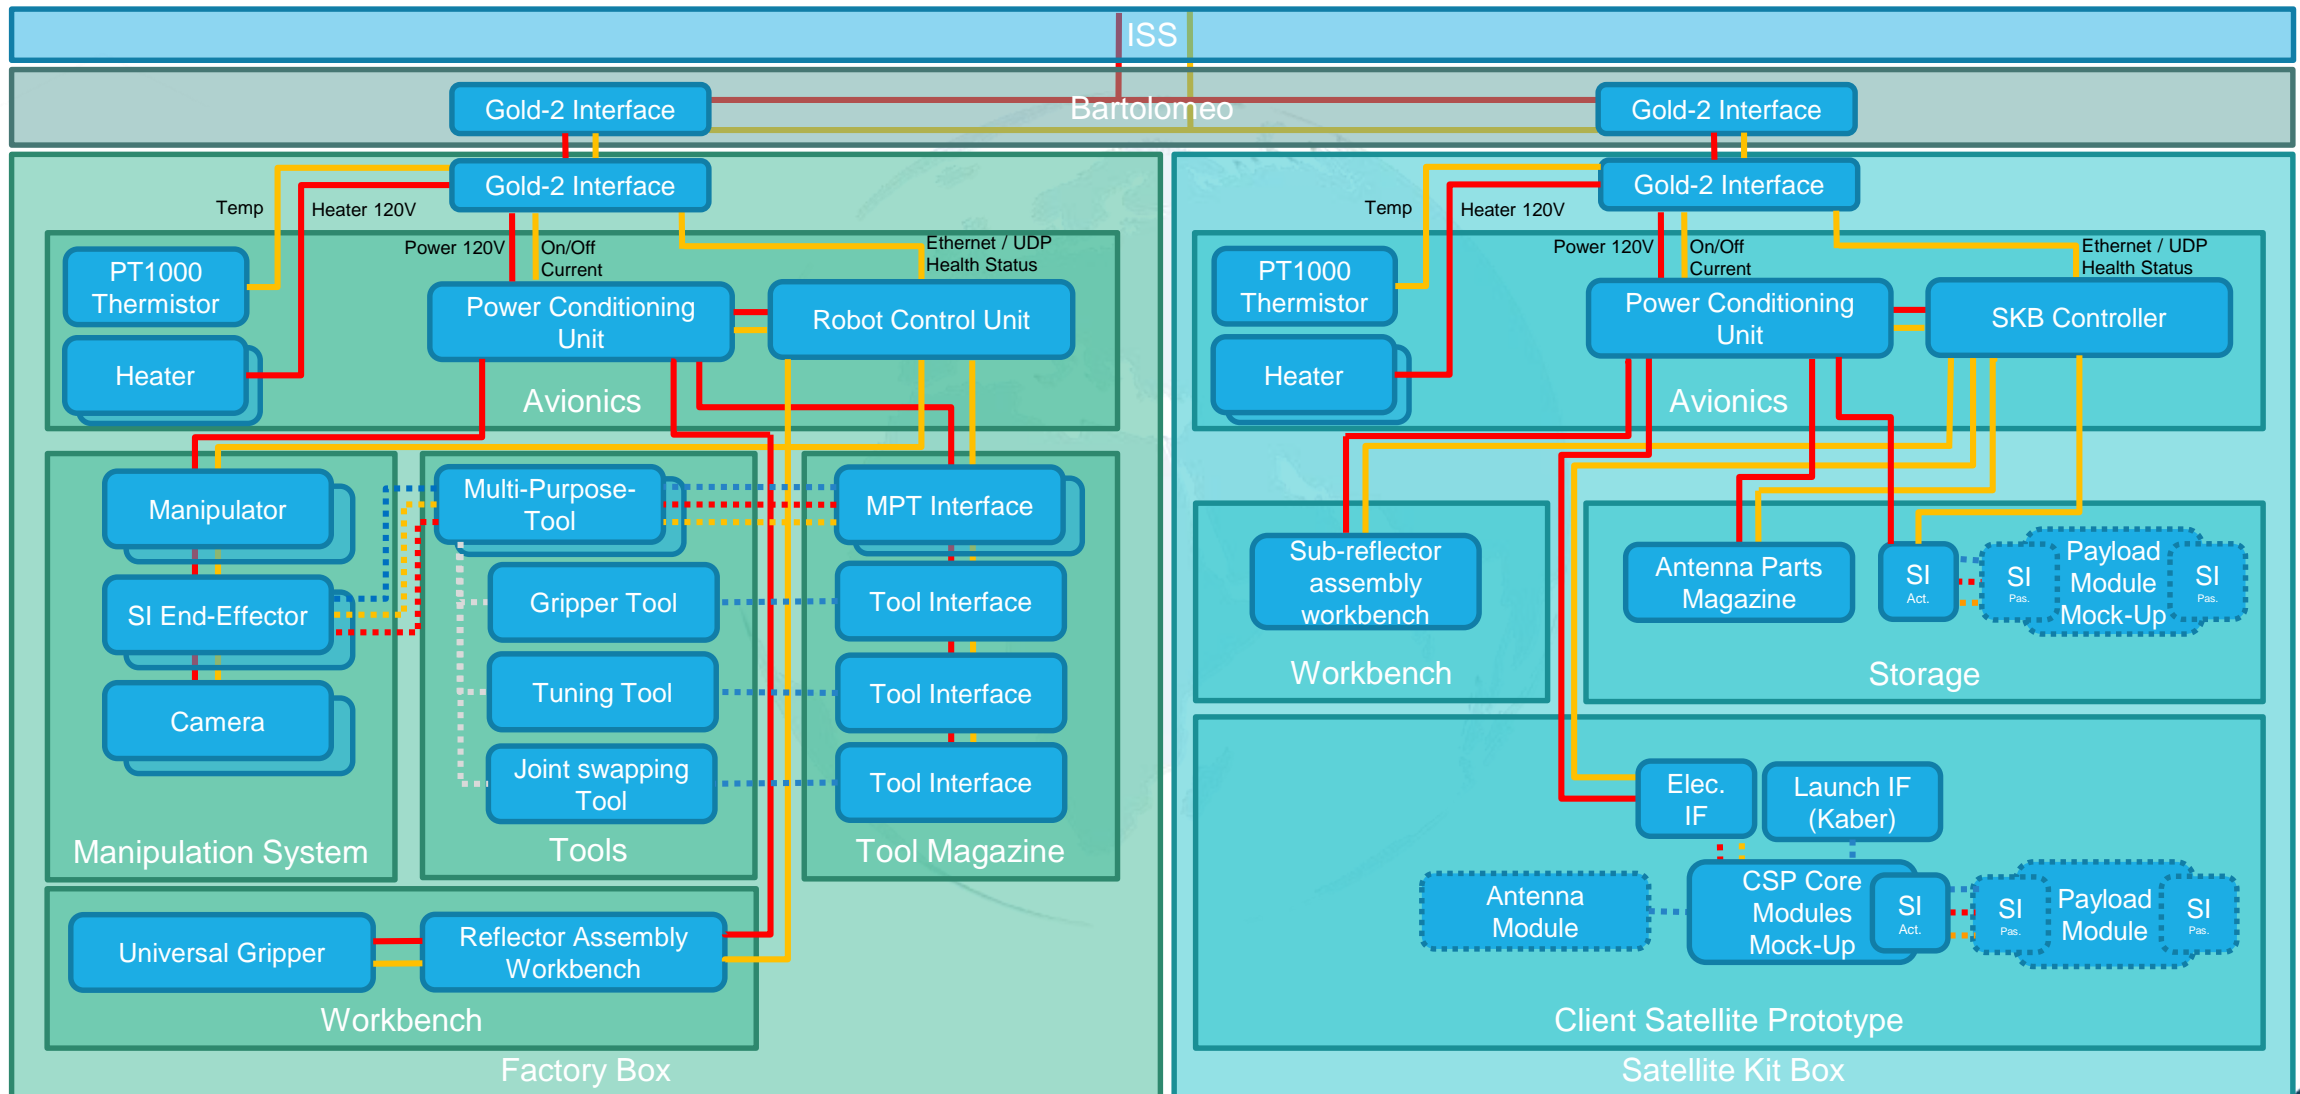 ISS
Bartolomeo
Gold-2 Interface
Gold-2 Interface
Gold-2 Interface
Temp
Heater 120V
Power 120V
On/Off
Current
Ethernet / UDP
Health Status
PT1000
Thermistor
Heater
Power Conditioning
Unit
Robot Control Unit
Avionics
Manipulator
SI End-Effector
Camera
Manipulation System
Multi-Purpose-
Tool
Gripper Tool
Tuning Tool
Joint swapping
Tool
Tools
MPT Interface
Tool Interface
Tool Interface
Tool Interface
Tool Magazine
Universal Gripper
Reflector Assembly
Workbench
Workbench
Factory Box
Gold-2 Interface
Temp
Heater 120V
Power 120V
On/Off
Current
Ethernet / UDP
Health Status
PT1000
Thermistor
Heater
Power Conditioning
Unit
SKB Controller
Avionics
Sub-reflector
assembly
workbench
Workbench
Antenna Parts
Magazine
SI
Act.
SI
Pas.
Payload
Module
Mock-Up
SI
Pas.
Storage
Elec.
IF
Launch IF
(Kaber)
Antenna
Module
CSP Core
Modules
Mock-Up
SI
Act.
SI
Pas.
Payload
Module
SI
Pas.
Client Satellite Prototype
Satellite Kit Box